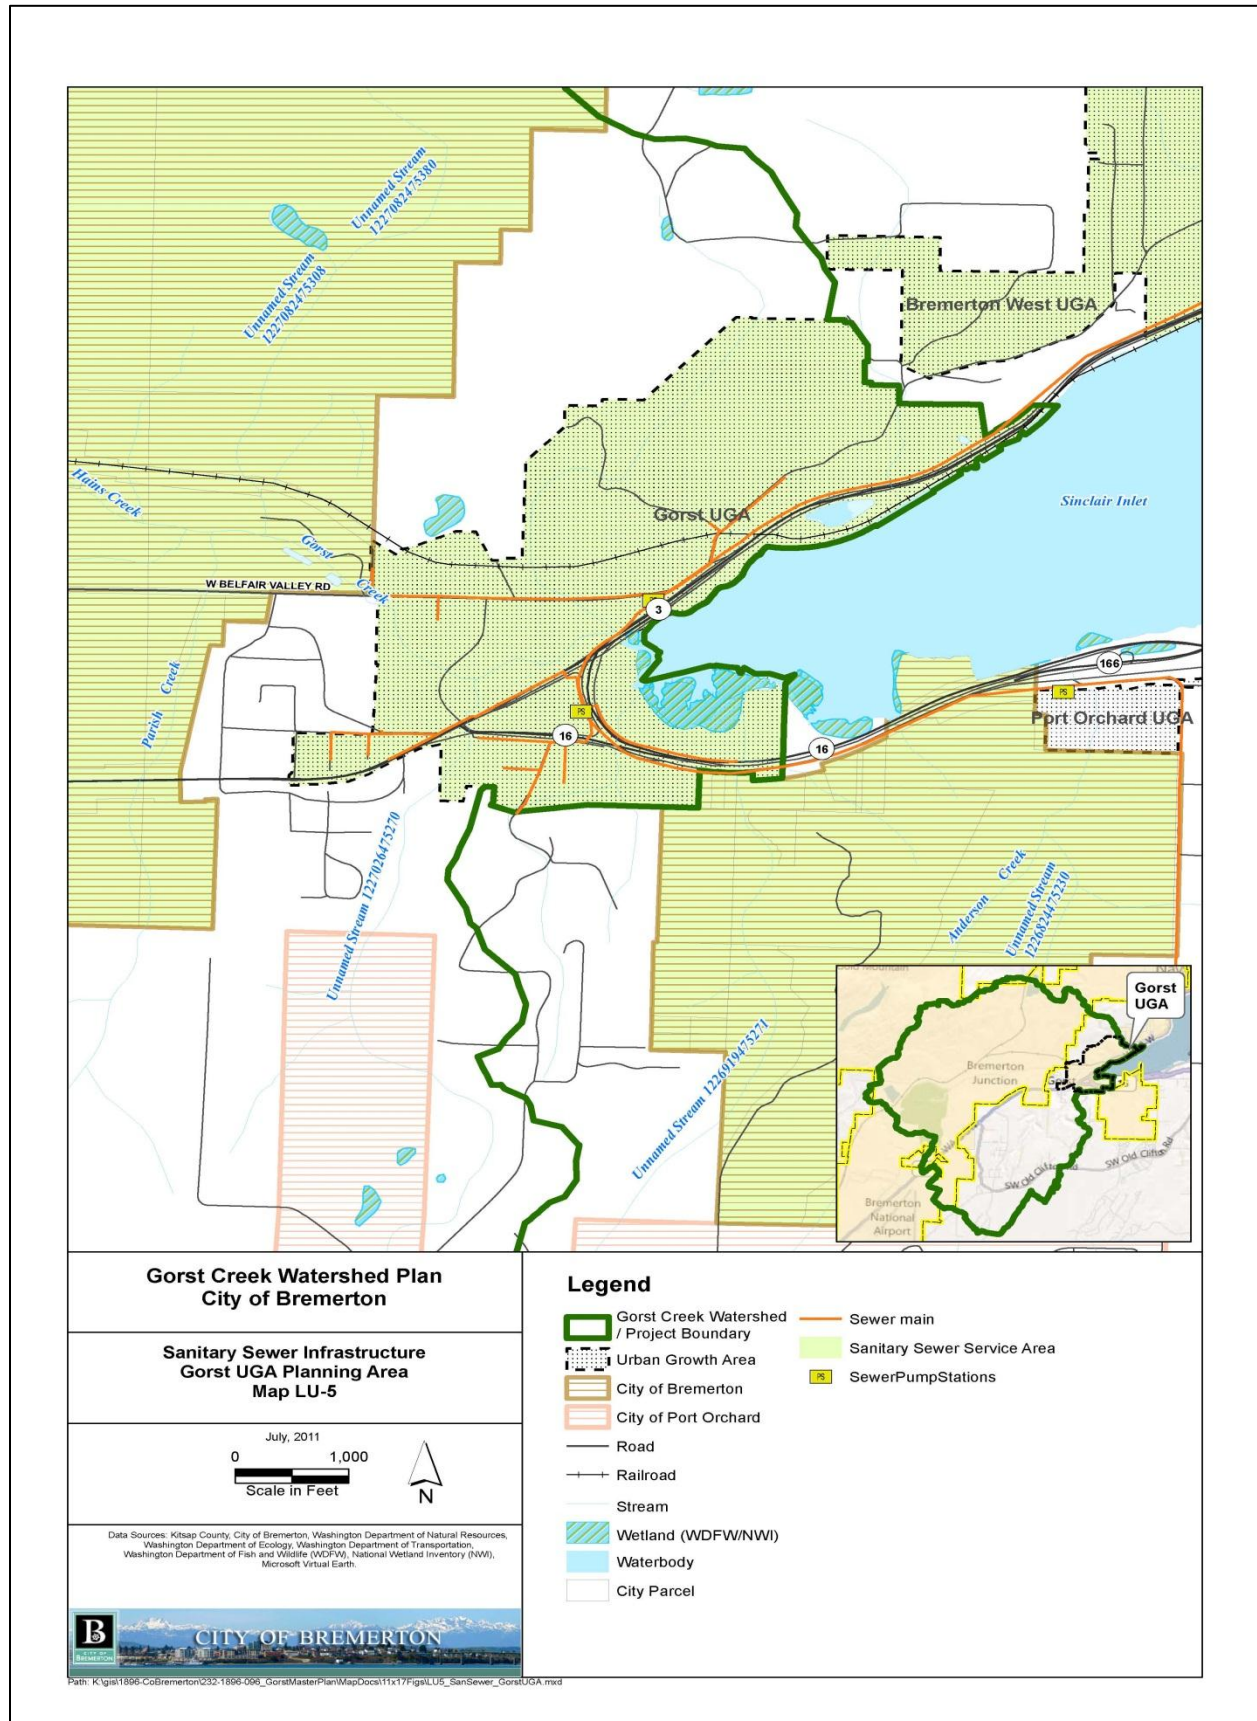 Unnamed Stream
1227082475380
Unnamed Stream
1227082475308
Bremerton West UGA
Sinclair Inlet
Hains Creek
Gorst UGA
Gorst
Creek
W BELFAIR VALLEY RD
3
166
Parish Creek
Port Orchard UGA
16
16
PS
PS
Unnamed Stream 1227026475270
Anderson Creek
Unnamed Stream
1226824475230
Unnamed Stream 1226919475271
Gorst
UGA
Bremerton
Junction
SW Old Clifton Rd
SW Old Clifton Rd
Bremerton
National
Airport
Gorst Creek Watershed Plan
City of Bremerton
Sanitary Sewer Infrastructure
Gorst UGA Planning Area
Map LU-5
July, 2011
0 1,000
Scale in Feet
N
Data Sources: Kitsap County, City of Bremerton, Washington Department of Natural Resources,
Washington Department of Ecology, Washington Department of Transportation,
Washington Department of Fish and Wildlife (WDFW), National Wetland Inventory (NWI),
Microsoft Virtual Earth.
B
CITY OF
BREMERTON
CITY OF BREMERTON
Legend
Gorst Creek Watershed
/ Project Boundary
Urban Growth Area
City of Bremerton
City of Port Orchard
Road
Railroad
Stream
Wetland (WDFW/NWI)
Waterbody
City Parcel
Sewer main
Sanitary Sewer Service Area
PS SewerPumpStations
Path: K:\gis\1896-CoBremerton\232-1896-096_GorstMasterPlan\MapDocs\11x17Figs\LU5_SanSewer_GorstUGA.mxd